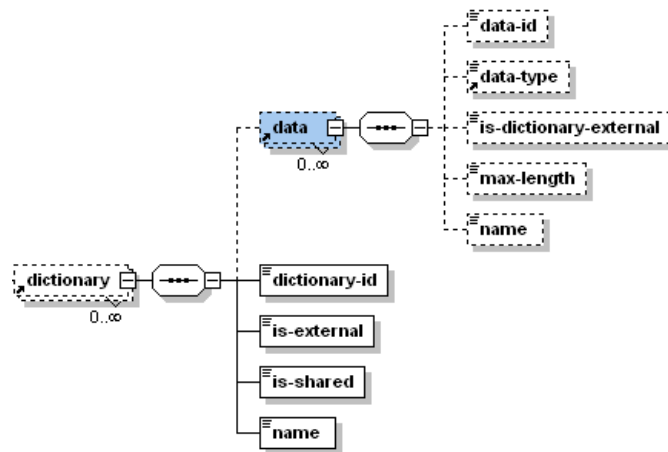 data-id
data-type
data
is-dictionary-external
0..∞
max-length
name
dictionary
dictionary-id
0..∞
is-external
is-shared
name